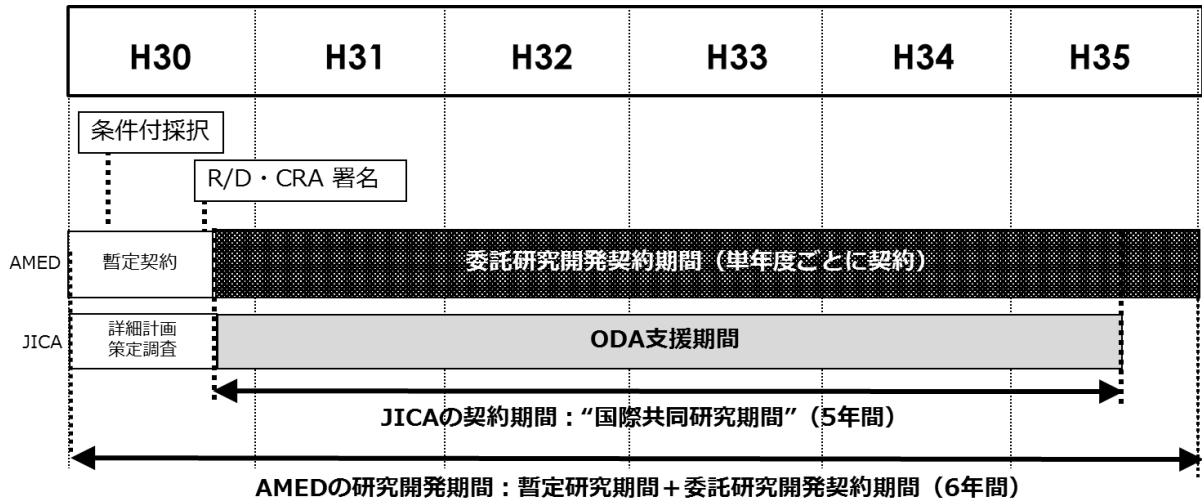 H30 H31 H32 H33 H34 H35
条件付採択
R/D・CRA 署名
AMED 暫定契約 委託研究開発契約期間（単年度ごとに契約）
JICA 詳細計画
策定調査 ODA支援期間
JICAの契約期間：“国際共同研究期間”（5年間）
AMEDの研究開発期間：暫定研究期間＋委託研究開発契約期間（6年間）